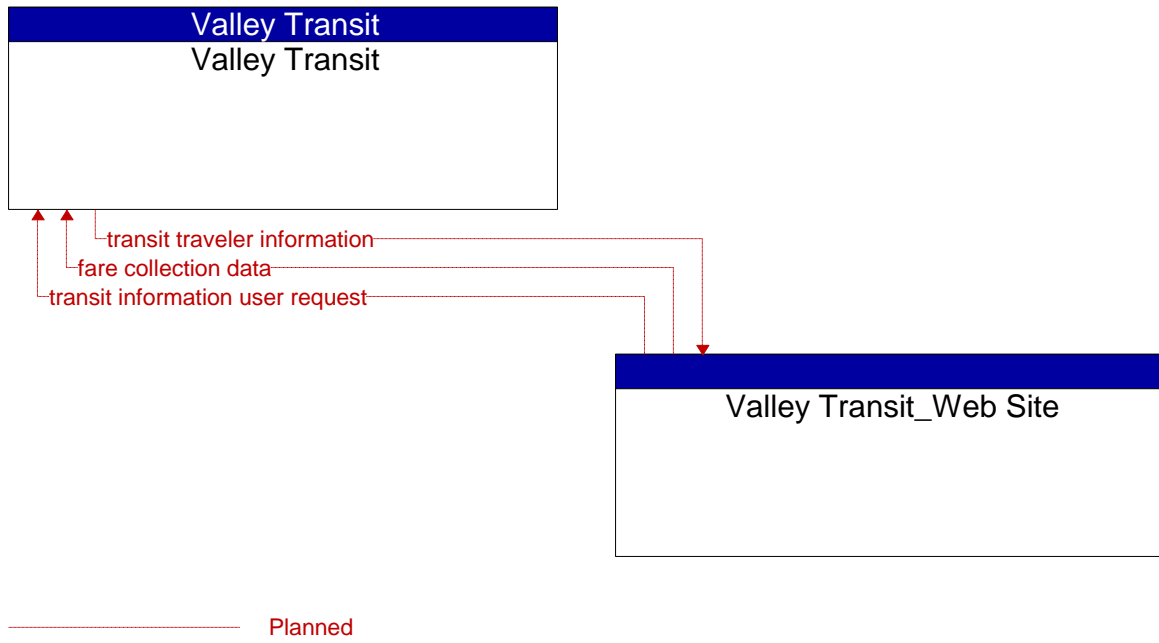 Valley Transit
Valley Transit
transit traveler information
fare collection data
transit information user request
Valley Transit_Web Site
Planned